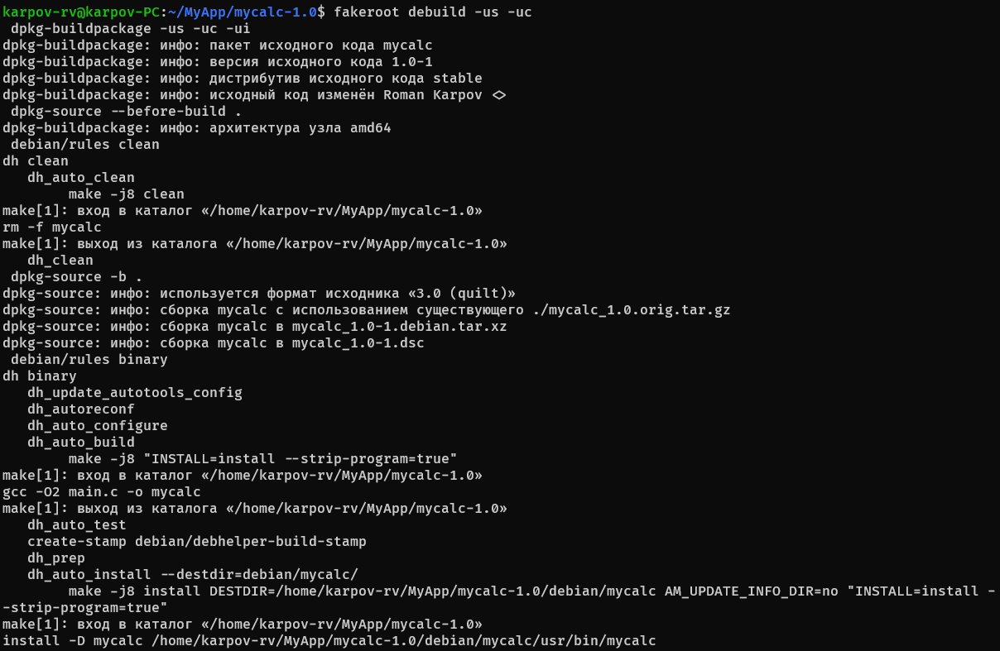 karpov-rv@karpov-PC:~/MyApp/mycalc-1.0$ fakeroot debuild -us -uc
 dpkg-buildpackage -us -uc -ui
dpkg-buildpackage: инфо: пакет исходного кода mycalc
dpkg-buildpackage: инфо: версия исходного кода 1.0-1
dpkg-buildpackage: инфо: дистрибутив исходного кода stable
dpkg-buildpackage: инфо: исходный код изменён Roman Karpov <>
 dpkg-source --before-build .
dpkg-buildpackage: инфо: архитектура узла amd64
 debian/rules clean
dh clean
   dh_auto_clean
        make -j8 clean
make[1]: вход в каталог «/home/karpov-rv/MyApp/mycalc-1.0»
rm -f mycalc
make[1]: выход из каталога «/home/karpov-rv/MyApp/mycalc-1.0»
   dh_clean
 dpkg-source -b .
dpkg-source: инфо: используется формат исходника «3.0 (quilt)»
dpkg-source: инфо: сборка mycalc с использованием существующего ./mycalc_1.0.orig.tar.gz
dpkg-source: инфо: сборка mycalc в mycalc_1.0-1.debian.tar.xz
dpkg-source: инфо: сборка mycalc в mycalc_1.0-1.dsc
 debian/rules binary
dh binary
   dh_update_autotools_config
   dh_autoreconf
   dh_auto_configure
   dh_auto_build
        make -j8 "INSTALL=install --strip-program=true"
make[1]: вход в каталог «/home/karpov-rv/MyApp/mycalc-1.0»
gcc -O2 main.c -o mycalc
make[1]: выход из каталога «/home/karpov-rv/MyApp/mycalc-1.0»
   dh_auto_test
   create-stamp debian/debhelper-build-stamp
   dh_prep
   dh_auto_install --destdir=debian/mycalc/
        make -j8 install DESTDIR=/home/karpov-rv/MyApp/mycalc-1.0/debian/mycalc AM_UPDATE_INFO_DIR=no "INSTALL=install -
-strip-program=true"
make[1]: вход в каталог «/home/karpov-rv/MyApp/mycalc-1.0»
install -D mycalc /home/karpov-rv/MyApp/mycalc-1.0/debian/mycalc/usr/bin/mycalc